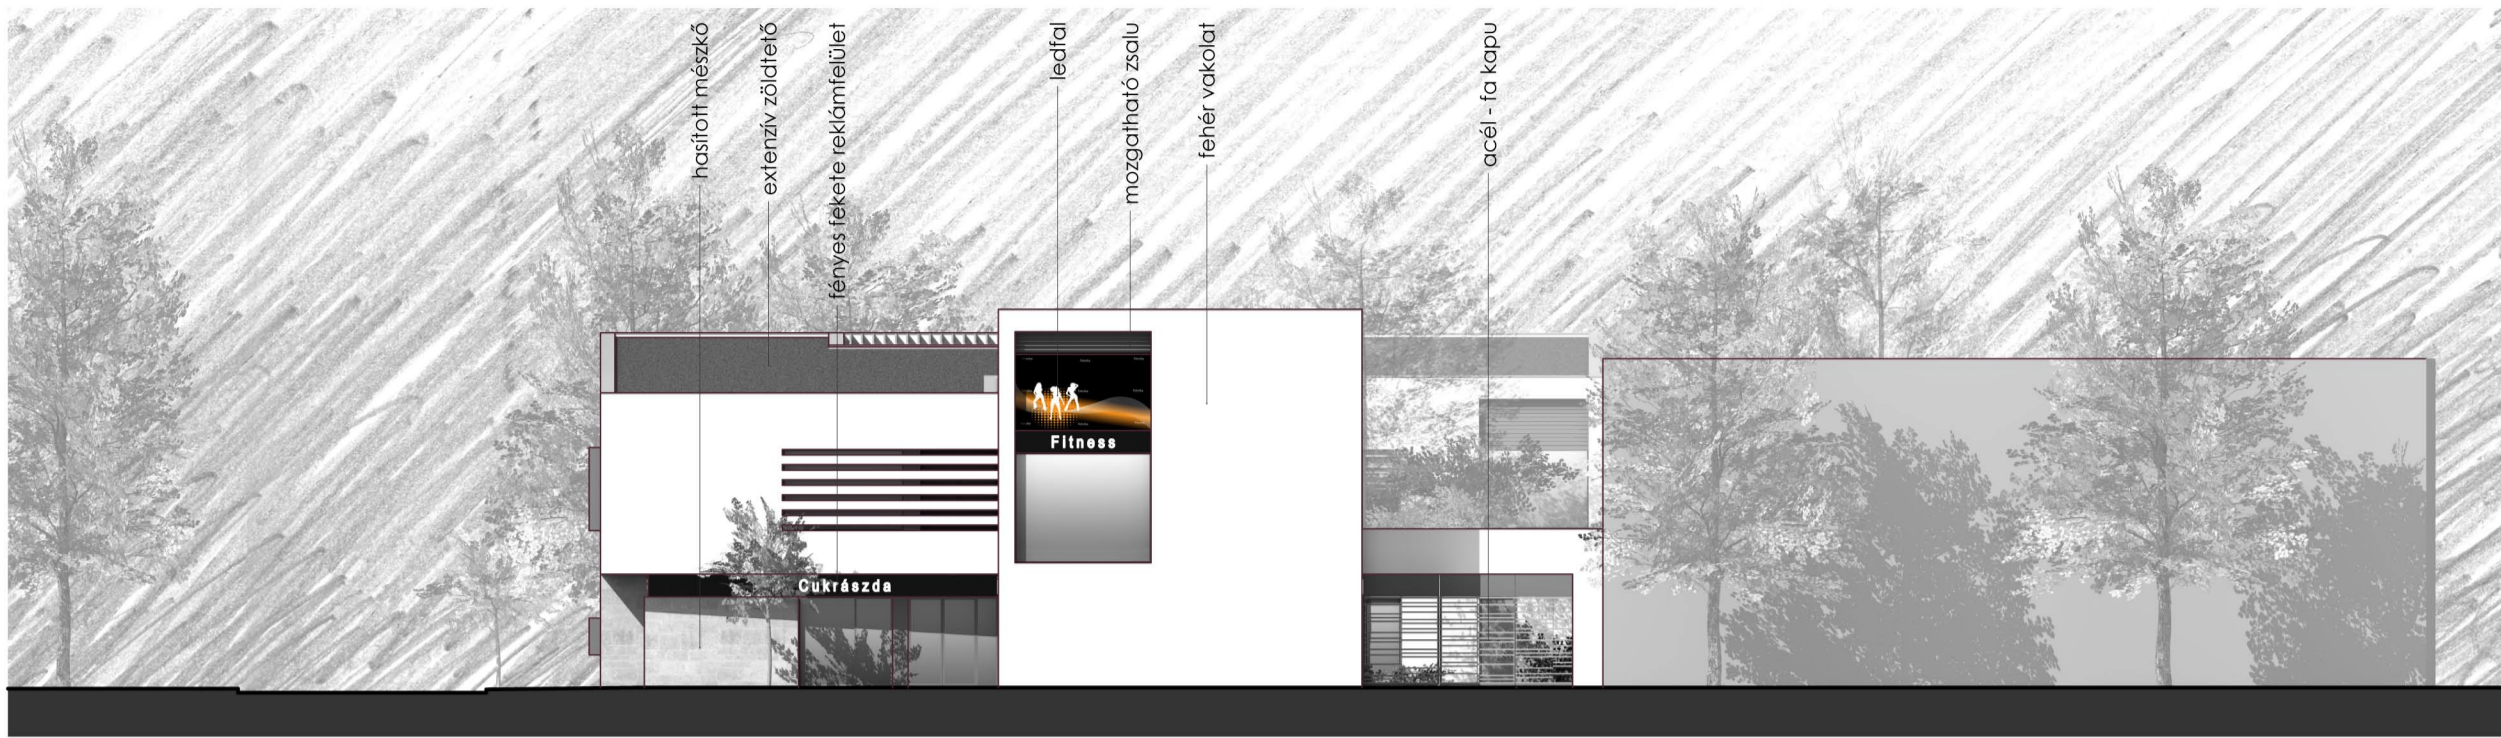 hasított mészkő
extenzív zöldtető
fényes fekete reklámfelület
ledfal
mozgatható zsalu
fehér vakolat
acél - fa kapu
Fitness
Cukrászda